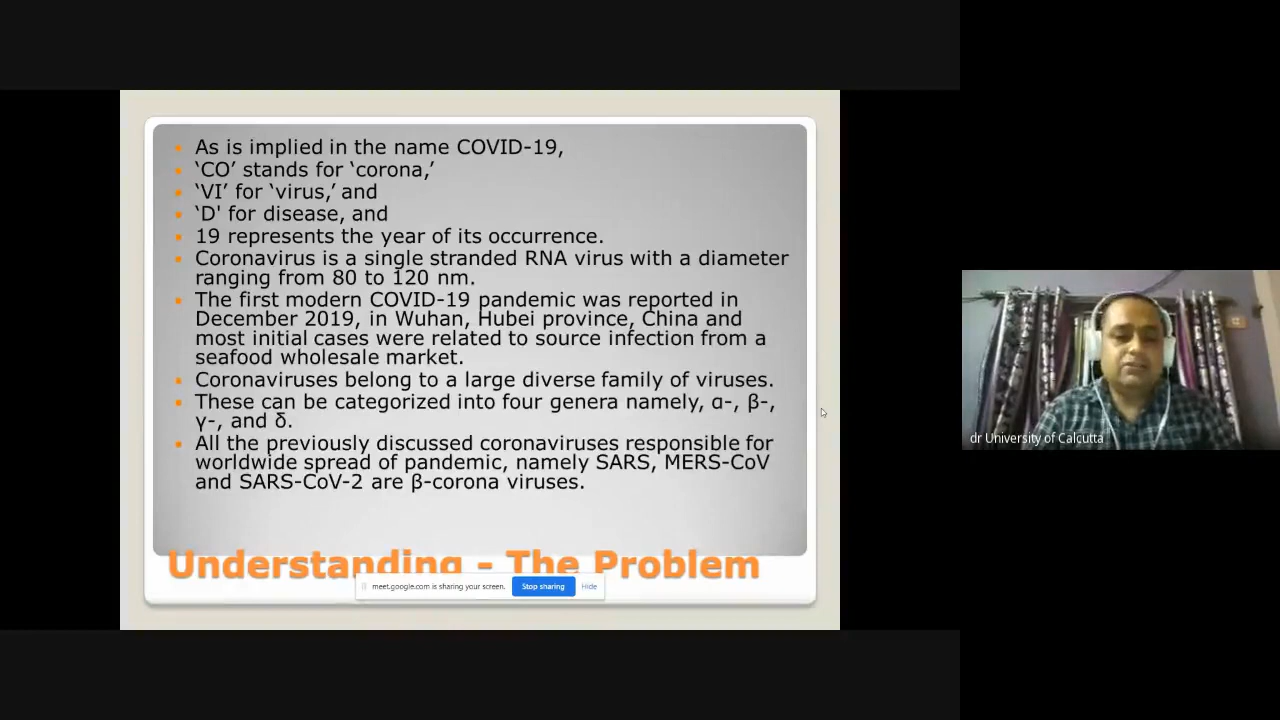 As is implied in the name COVID-19,
‘CO’ stands for ‘corona,’
‘VI’ for ‘virus,’ and
‘D' for disease, and
19 represents the year of its occurrence.
Coronavirus is a single stranded RNA virus with a diameter
ranging from 80 to 120 nm.
The first modern COVID-19 pandemic was reported in
December 2019, in Wuhan, Hubei province, China and
most initial cases were related to source infection from a
seafood wholesale market.
Coronaviruses belong to a large diverse family of viruses.
These can be categorized into four genera namely, α-, β-,
γ-, and δ.
All the previously discussed coronaviruses responsible for
worldwide spread of pandemic, namely SARS, MERS-CoV
and SARS-CoV-2 are β-corona viruses.
Understanding - The Problem
meet.google.com is sharing your screen. Stop sharing Hide
dr University of Calcutta